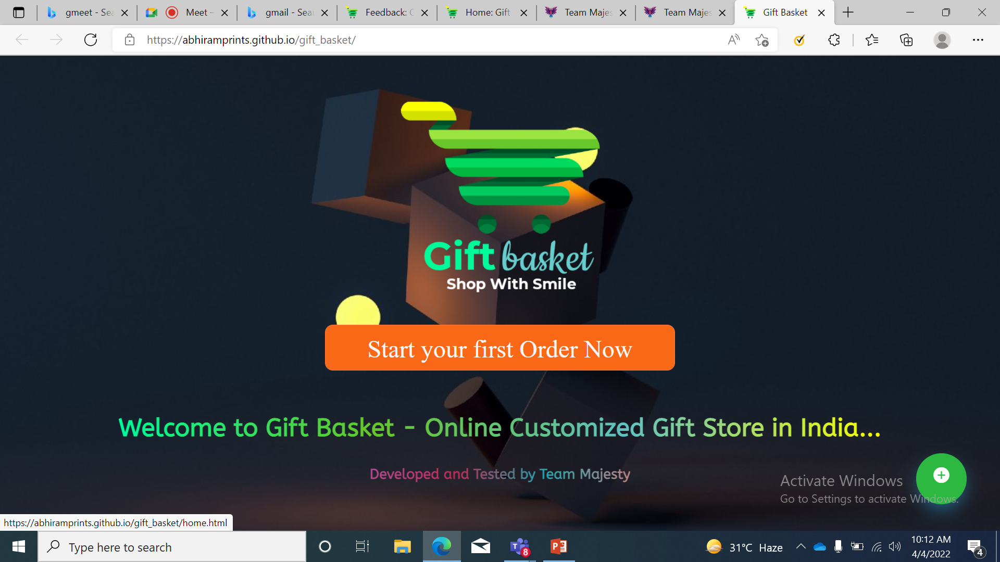 gmeet - Sea
Meet -
gmail - Sear
Feedback: G
Home: Gift
Team Majes
Team Majes
Gift Basket
https://abhiramprints.github.io/gift_basket/
Gift basket
Shop With Smile
Start your first Order Now
Welcome to Gift Basket - Online Customized Gift Store in India...
Developed and Tested by Team Majesty
Activate Windows
Go to Settings to activate Windows.
https://abhiramprints.github.io/gift_basket/home.html
Type here to search
8
31°C Haze
10:12 AM
4/4/2022
4